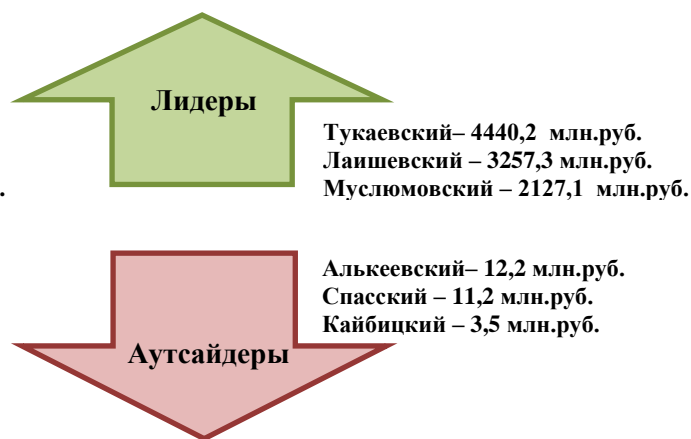 Лидеры
Тукаевский– 4440,2  млн.руб.
Лаишевский – 3257,3 млн.руб.
. Муслюмовский – 2127,1  млн.руб.
Алькеевский– 12,2 млн.руб.
Спасский – 11,2 млн.руб.
Кайбицкий – 3,5 млн.руб.
Аутсайдеры